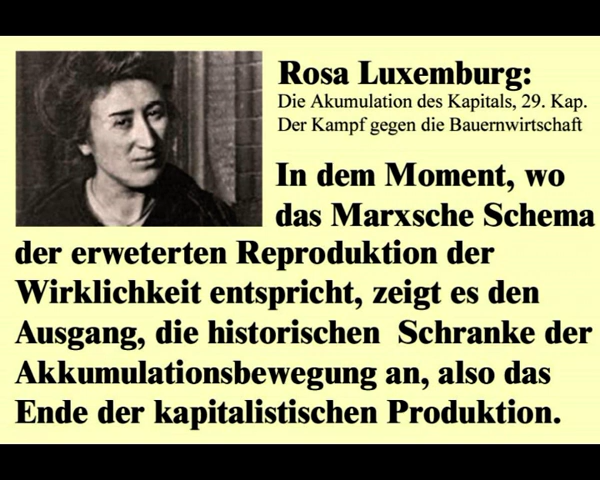 Rosa Luxemburg:
Die Akumulation des Kapitals, 29. Kap.
Der Kampf gegen die Bauernwirtschaft
In dem Moment, wo
das Marxsche Schema
der erweterten Reproduktion der
Wirklichkeit entspricht, zeigt es den
Ausgang, die historischen Schranke der
Akkumulationsbewegung an, also das
Ende der kapitalistischen Produktion.